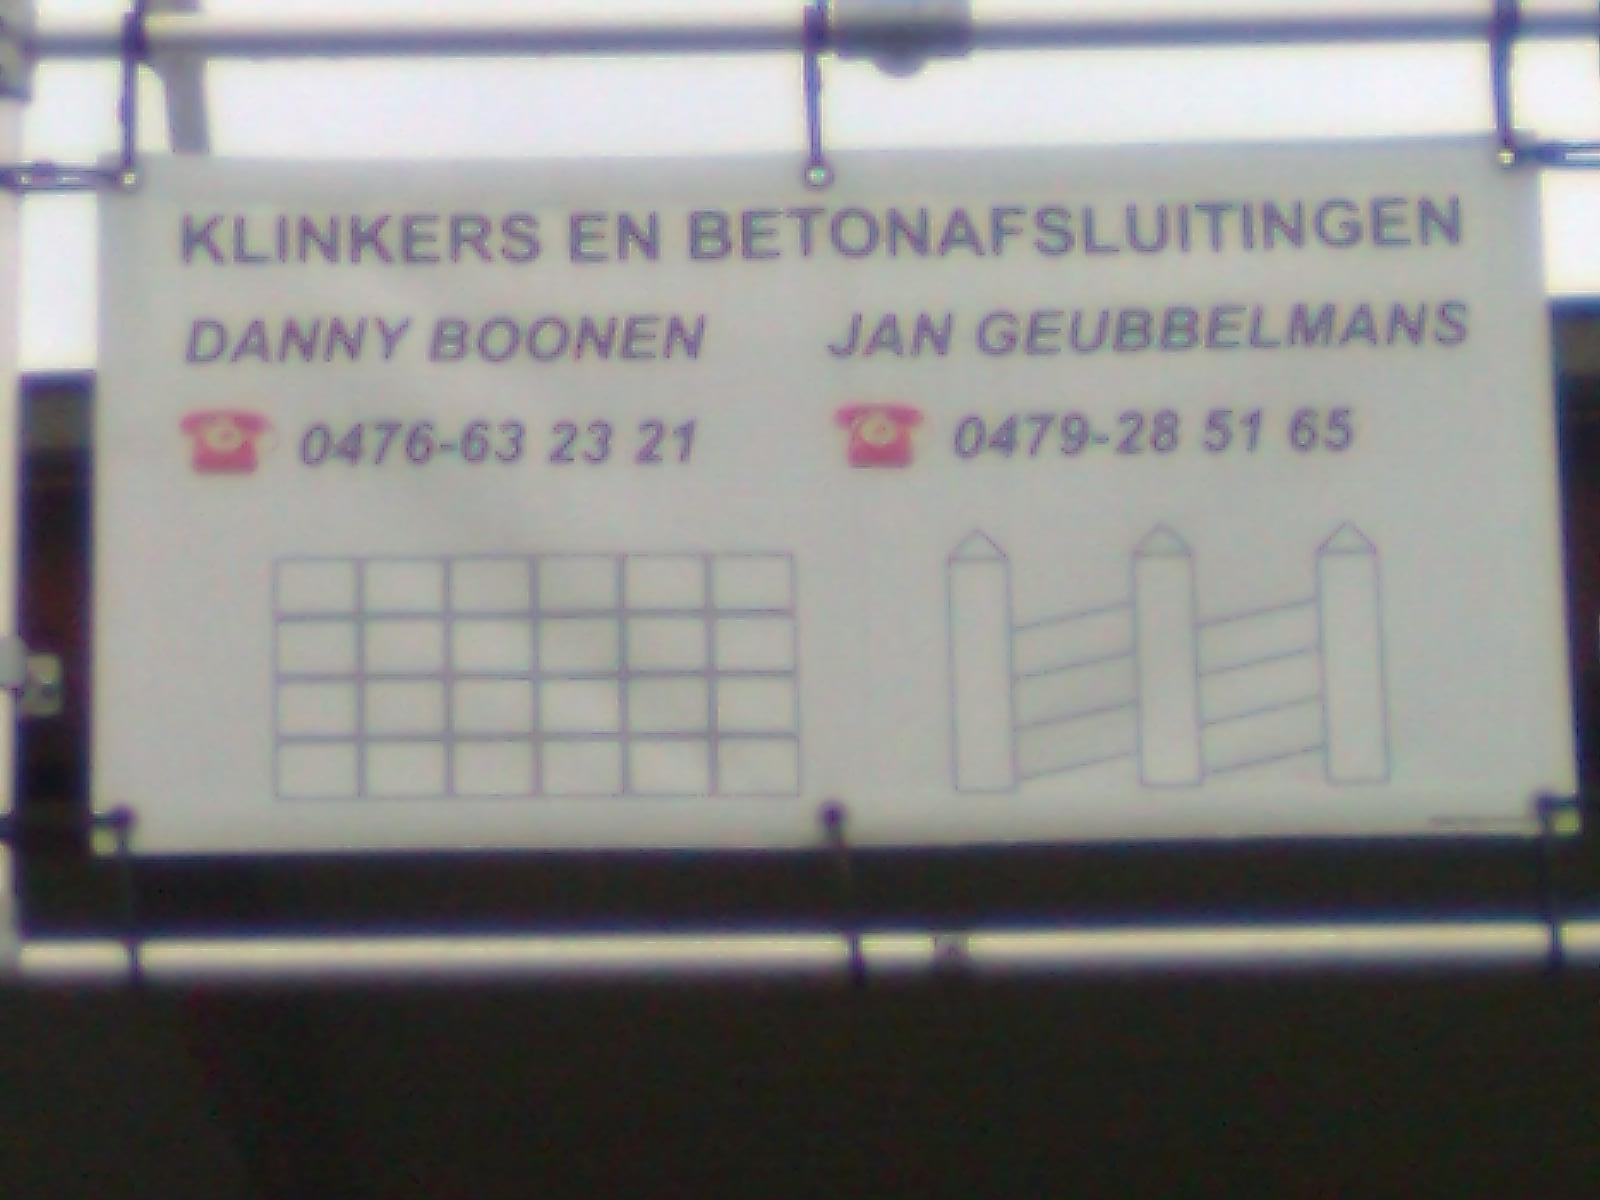 KLINKERS EN BETONAFSLUITINGEN
DANNY BOONEN JAN GEUBBELMANS
☎ 0476-63 23 21 ☎ 0479-28 51 65